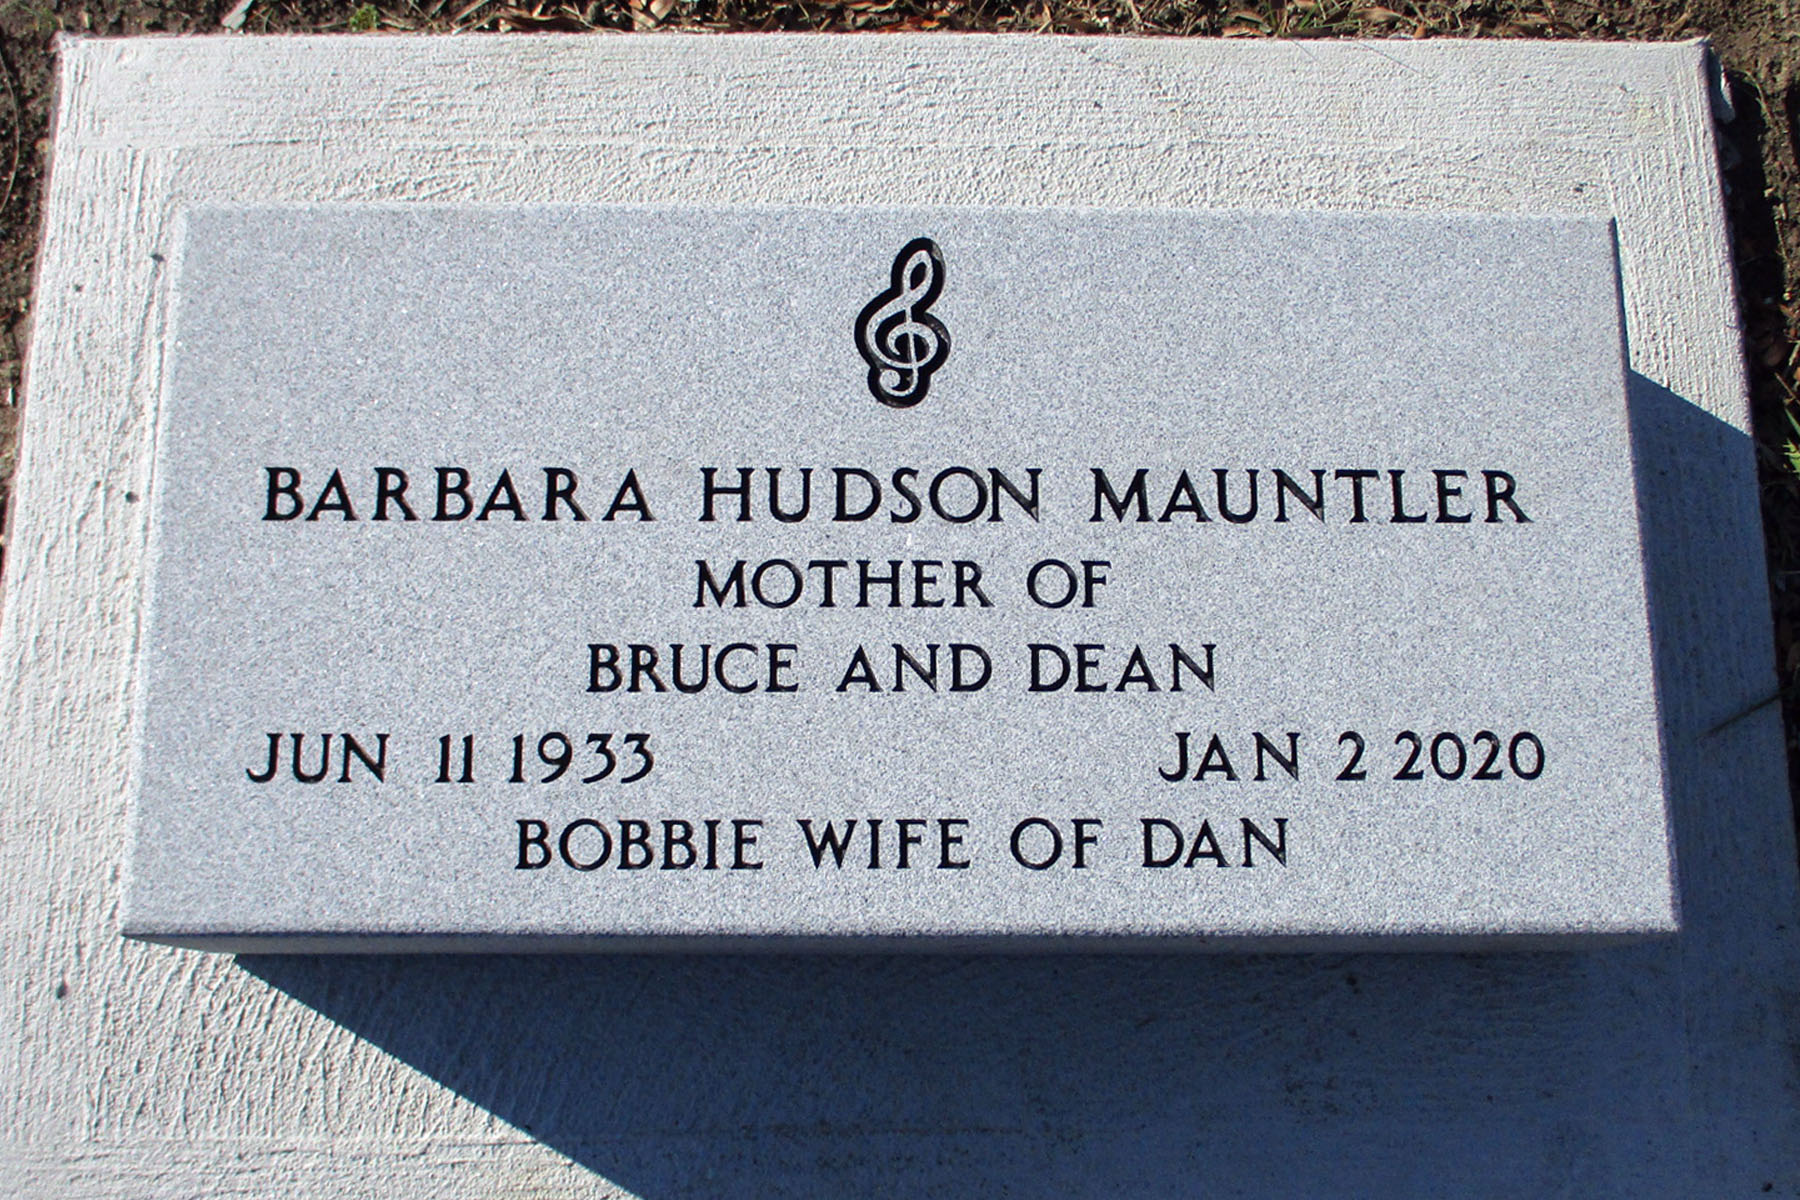 BARBARA HUDSON MAUNTLER
MOTHER OF
BRUCE AND DEAN
JUN 11 1933 JAN 2 2020
BOBBIE WIFE OF DAN